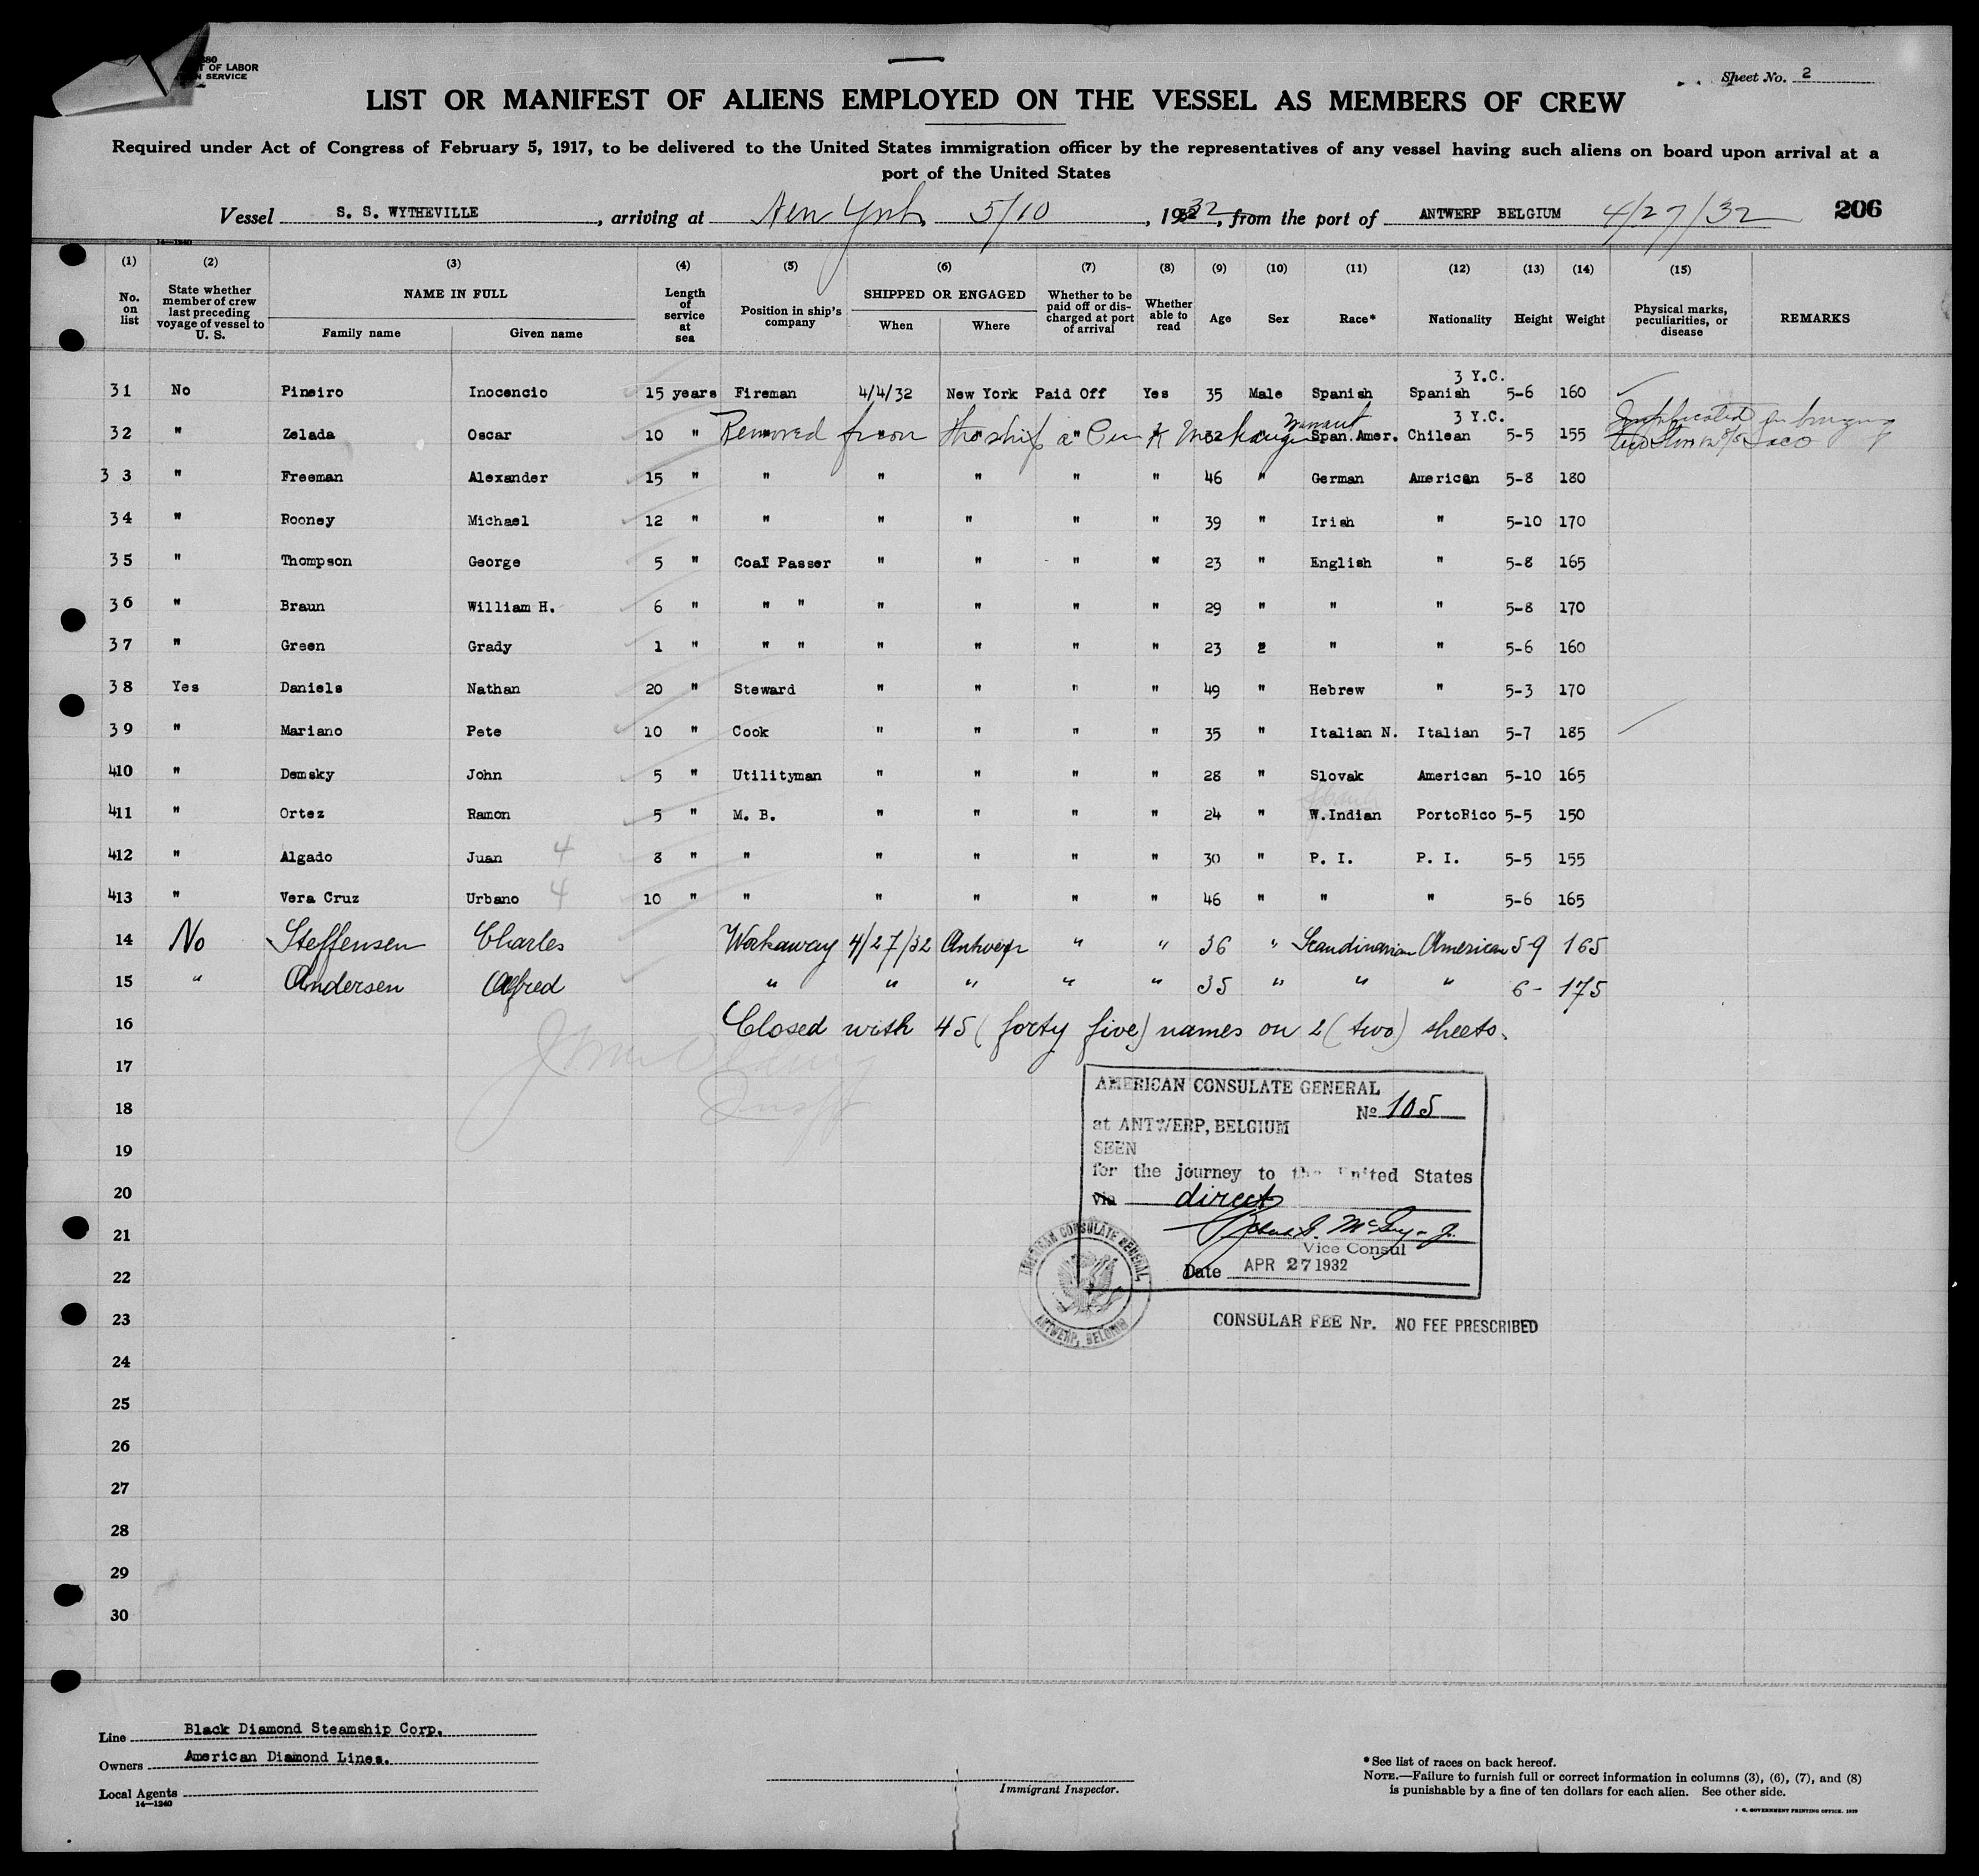 OF LABOR
SERVICE
Sheet No. 2
LIST OR MANIFEST OF ALIENS EMPLOYED ON THE VESSEL AS MEMBERS OF CREW
Required under Act of Congress of February 5, 1917, to be delivered to the United States immigration officer by the representatives of any vessel having such aliens on board upon arrival at a
port of the United States
Vessel S. S. WYTHEVILLE, arriving at New York 5/10, 1932, from the port of ANTWERP BELGIUM 4/27/32 206
14—1240
(1) (2) (3) (4) (5) (6) (7) (8) (9) (10) (11) (12) (13) (14) (15)
No. on list State whether member of crew last preceding voyage of vessel to U. S. NAME IN FULL Family name Given name Length of service at sea Position in ship's company SHIPPED OR ENGAGED When Where Whether to be paid off or discharged at port of arrival Whether able to read Age Sex Race* Nationality Height Weight Physical marks, peculiarities, or disease REMARKS
3 Y.C.
31 No Pineiro Inocencio 15 years Fireman 4/4/32 New York Paid Off Yes 35 Male Spanish Spanish 5-6 160
3 Y.C.
32 " Zelada Oscar 10 " Removed from the ship 32 " Span.Amer. Chilean 5-5 155
3 3 " Freeman Alexander 15 " " " " " " 46 " German American 5-8 180
34 " Rooney Michael 12 " " " " " " 39 " Irish " 5-10 170
35 " Thompson George 5 " Coal Passer " " " " 23 " English " 5-8 165
36 " Braun William H. 6 " " " " " " " 29 " " " 5-8 170
37 " Green Grady 1 " " " " " " " 23 2 " " 5-6 160
38 Yes Daniels Nathan 20 " Steward " " " " 49 " Hebrew " 5-3 170
39 " Mariano Pete 10 " Cook " " " " 35 " Italian N. Italian 5-7 185
410 " Demsky John 5 " Utilityman " " " " 28 " Slovak American 5-10 165
411 " Ortez Ramon 5 " M. B. " " " " 24 " W.Indian PortoRico 5-5 150
412 " Algado Juan 4 8 " " " " " " 30 " P. I. P. I. 5-5 155
413 " Vera Cruz Urbano 4 10 " " " " " " 46 " " " 5-6 165
14 No Steffensen Charles Workaway 4/27/32 Antwerp " " 36 " Scandinavian American 5 9 165
15 " Andersen Alfred " " " " " 35 " " " 6- 175
16 Closed with 45 (forty five) names on 2 (two) sheets.
17
18
19
20
21
22
23
24
25
26
27
28
29
30
AMERICAN CONSULATE GENERAL
No 105
at ANTWERP, BELGIUM
SEEN
for the journey to the United States
via direct
Vice Consul
Date APR 27 1932
AMERICAN CONSULATE GENERAL, ANTWERP, BELGIUM
CONSULAR FEE Nr. NO FEE PRESCRIBED
Line Black Diamond Steamship Corp.
Owners American Diamond Lines.
Local Agents
14—1240
Immigrant Inspector.
*See list of races on back hereof.
NOTE.—Failure to furnish full or correct information in columns (3), (6), (7), and (8)
is punishable by a fine of ten dollars for each alien. See other side.
GOVERNMENT PRINTING OFFICE. 1929